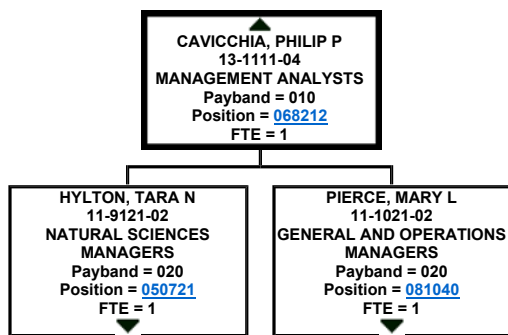 CAVICCHIA, PHILIP P
13-1111-04
MANAGEMENT ANALYSTS
Payband = 010
Position = 068212
FTE = 1
HYLTON, TARA N
11-9121-02
NATURAL SCIENCES
MANAGERS
Payband = 020
Position = 050721
FTE = 1
PIERCE, MARY L
11-1021-02
GENERAL AND OPERATIONS
MANAGERS
Payband = 020
Position = 081040
FTE = 1